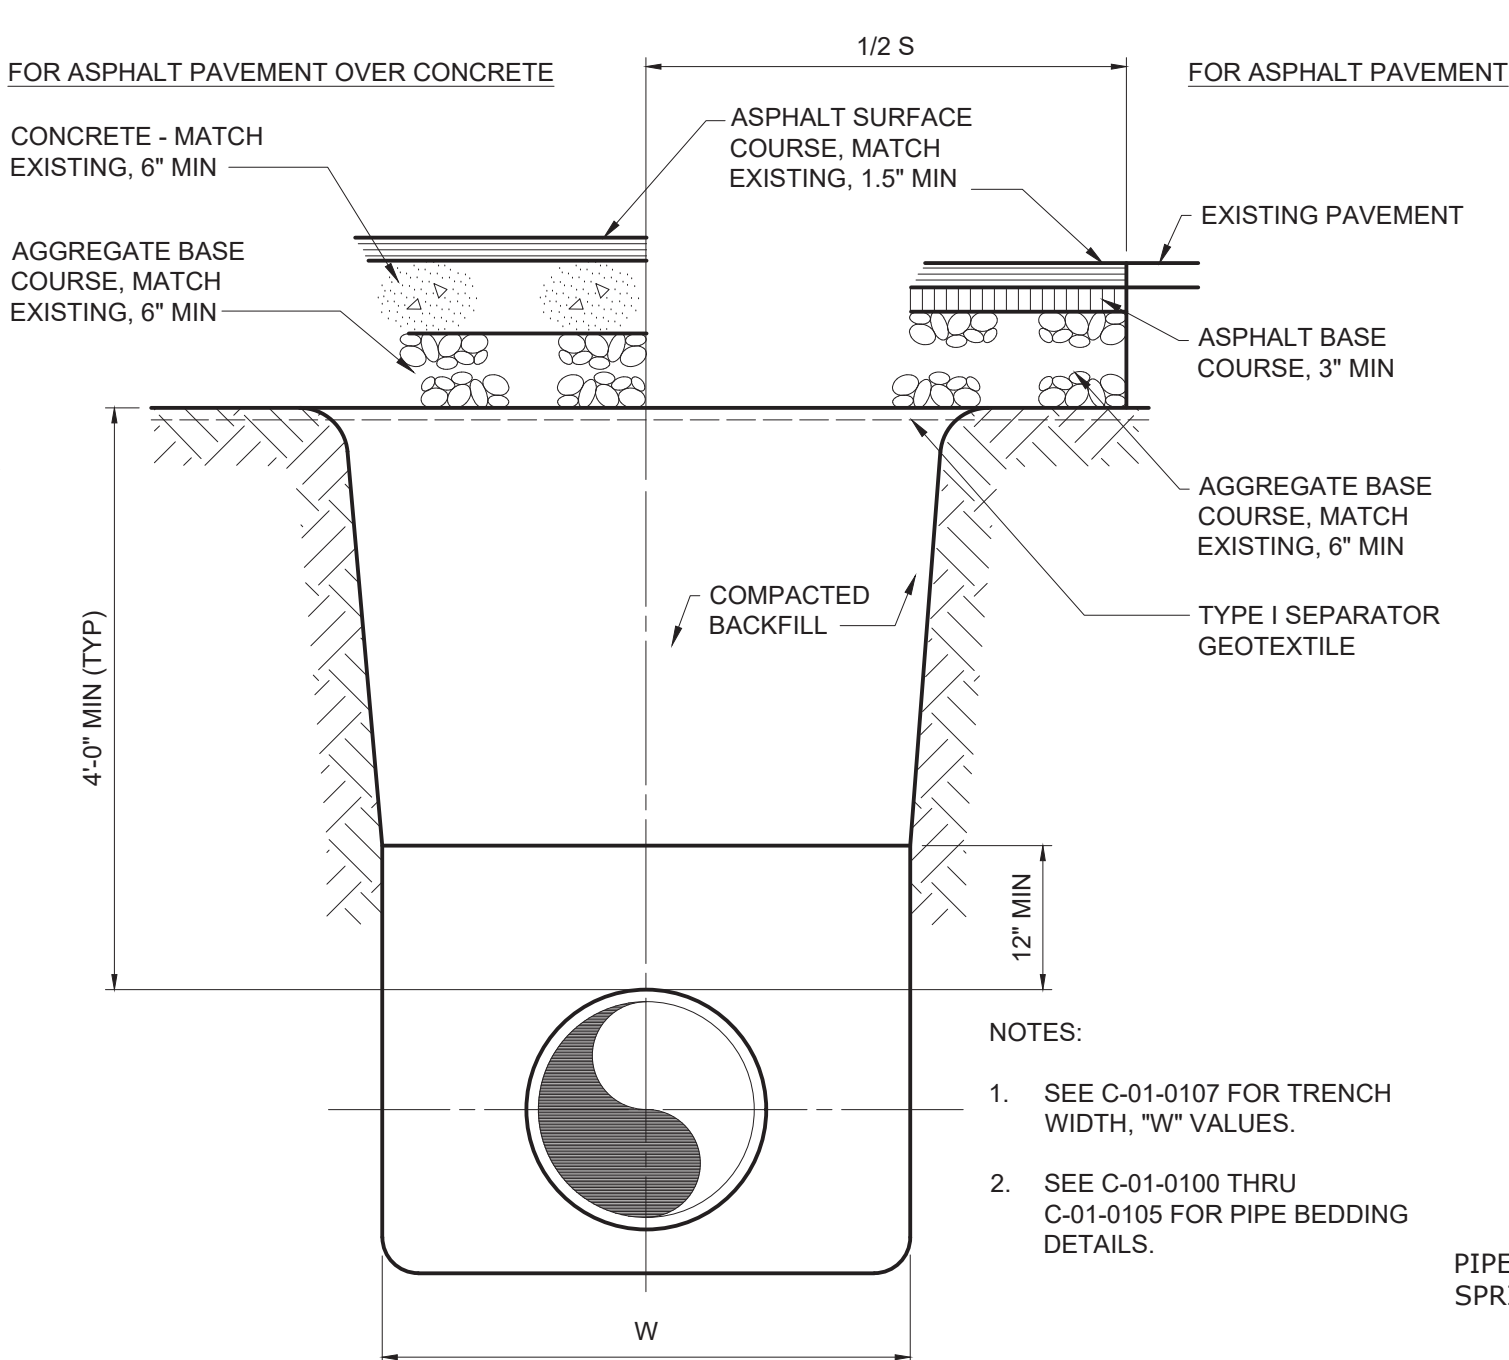 1/2 S
FOR ASPHALT PAVEMENT OVER CONCRETE
FOR ASPHALT PAVEMENT
CONCRETE - MATCH
EXISTING, 6" MIN
ASPHALT SURFACE
COURSE, MATCH
EXISTING, 1.5" MIN
EXISTING PAVEMENT
AGGREGATE BASE
COURSE, MATCH
EXISTING, 6" MIN
ASPHALT BASE
COURSE, 3" MIN
AGGREGATE BASE
COURSE, MATCH
EXISTING, 6" MIN
COMPACTED
BACKFILL
TYPE I SEPARATOR
GEOTEXTILE
4'-0" MIN (TYP)
12" MIN
NOTES:
1. SEE C-01-0107 FOR TRENCH
WIDTH, "W" VALUES.
2. SEE C-01-0100 THRU
C-01-0105 FOR PIPE BEDDING
DETAILS.
PIPE
W